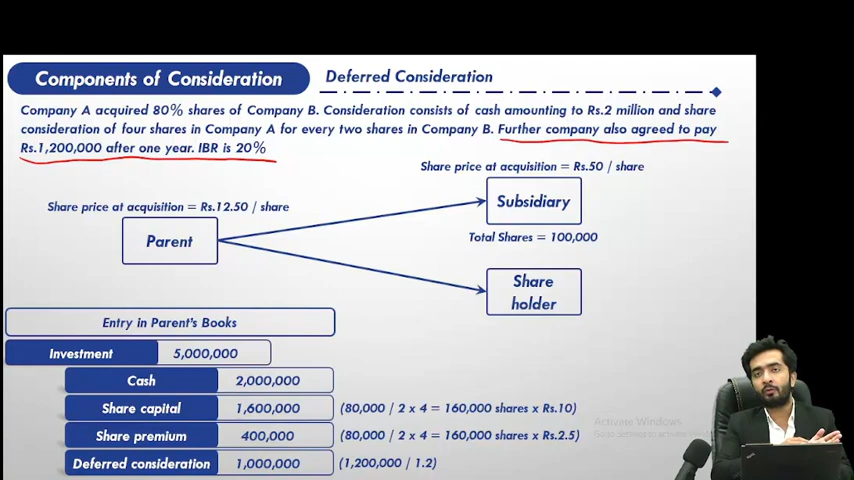 Components of Consideration
Deferred Consideration
Company A acquired 80% shares of Company B. Consideration consists of cash amounting to Rs.2 million and share
consideration of four shares in Company A for every two shares in Company B. Further company also agreed to pay
Rs.1,200,000 after one year. IBR is 20%
Share price at acquisition = Rs.50 / share
Subsidiary
Share price at acquisition = Rs.12.50 / share
Parent
Total Shares = 100,000
Share
holder
Entry in Parent's Books
Investment 5,000,000
Cash 2,000,000
Share capital 1,600,000 (80,000 / 2 x 4 = 160,000 shares x Rs.10)
Share premium 400,000 (80,000 / 2 x 4 = 160,000 shares x Rs.2.5)
Deferred consideration 1,000,000 (1,200,000 / 1.2)
Activate Windows